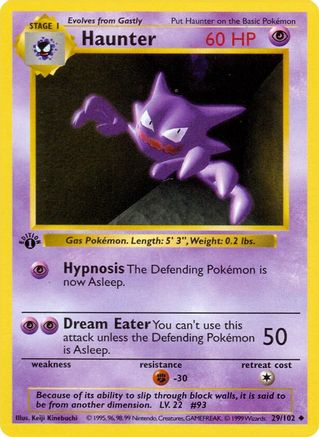 STAGE 1
Evolves from Gastly
Put Haunter on the Basic Pokémon
Haunter
60 HP
EDITION
1
Gas Pokémon. Length: 5' 3", Weight: 0.2 lbs.
Hypnosis The Defending Pokémon is
now Asleep.
Dream Eater You can't use this
attack unless the Defending Pokémon
is Asleep.
50
weakness
resistance
retreat cost
-30
Because of its ability to slip through block walls, it is said to
be from another dimension. LV. 22 #93
Illus. Keiji Kinebuchi
©1995, 96, 98, 99 Nintendo, Creatures, GAMEFREAK. ©1999 Wizards.
29/102